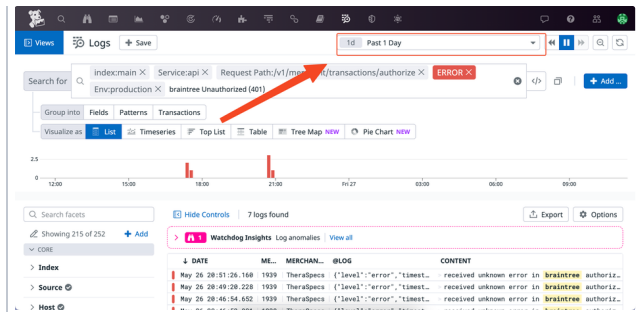 Views Logs + Save 1d Past 1 Day
Search for index:main × Service:api × Request Path:/v1/merchant/transactions/authorize × ERROR ×
Env:production × braintree Unauthorized (401) </> + Add ...
Group into Fields Patterns Transactions
Visualize as List Timeseries Top List Table Tree Map NEW Pie Chart NEW
2.5
0
12:00 15:00 18:00 21:00 Fri 27 03:00 06:00 09:00
Search facets Hide Controls 7 logs found Export Options
Showing 215 of 252 + Add 1 Watchdog Insights Log anomalies View all
CORE
↓ DATE ME... MERCHAN... @LOG CONTENT
Index
May 26 20:51:26.160 1939 TheraSpecs {"level":"error","timest... received unknown error in braintree authoriz...
Source
May 26 20:49:20.228 1939 TheraSpecs {"level":"error","timest... received unknown error in braintree authoriz...
May 26 20:46:54.652 1939 TheraSpecs {"level":"error","timest... received unknown error in braintree authoriz...
Host